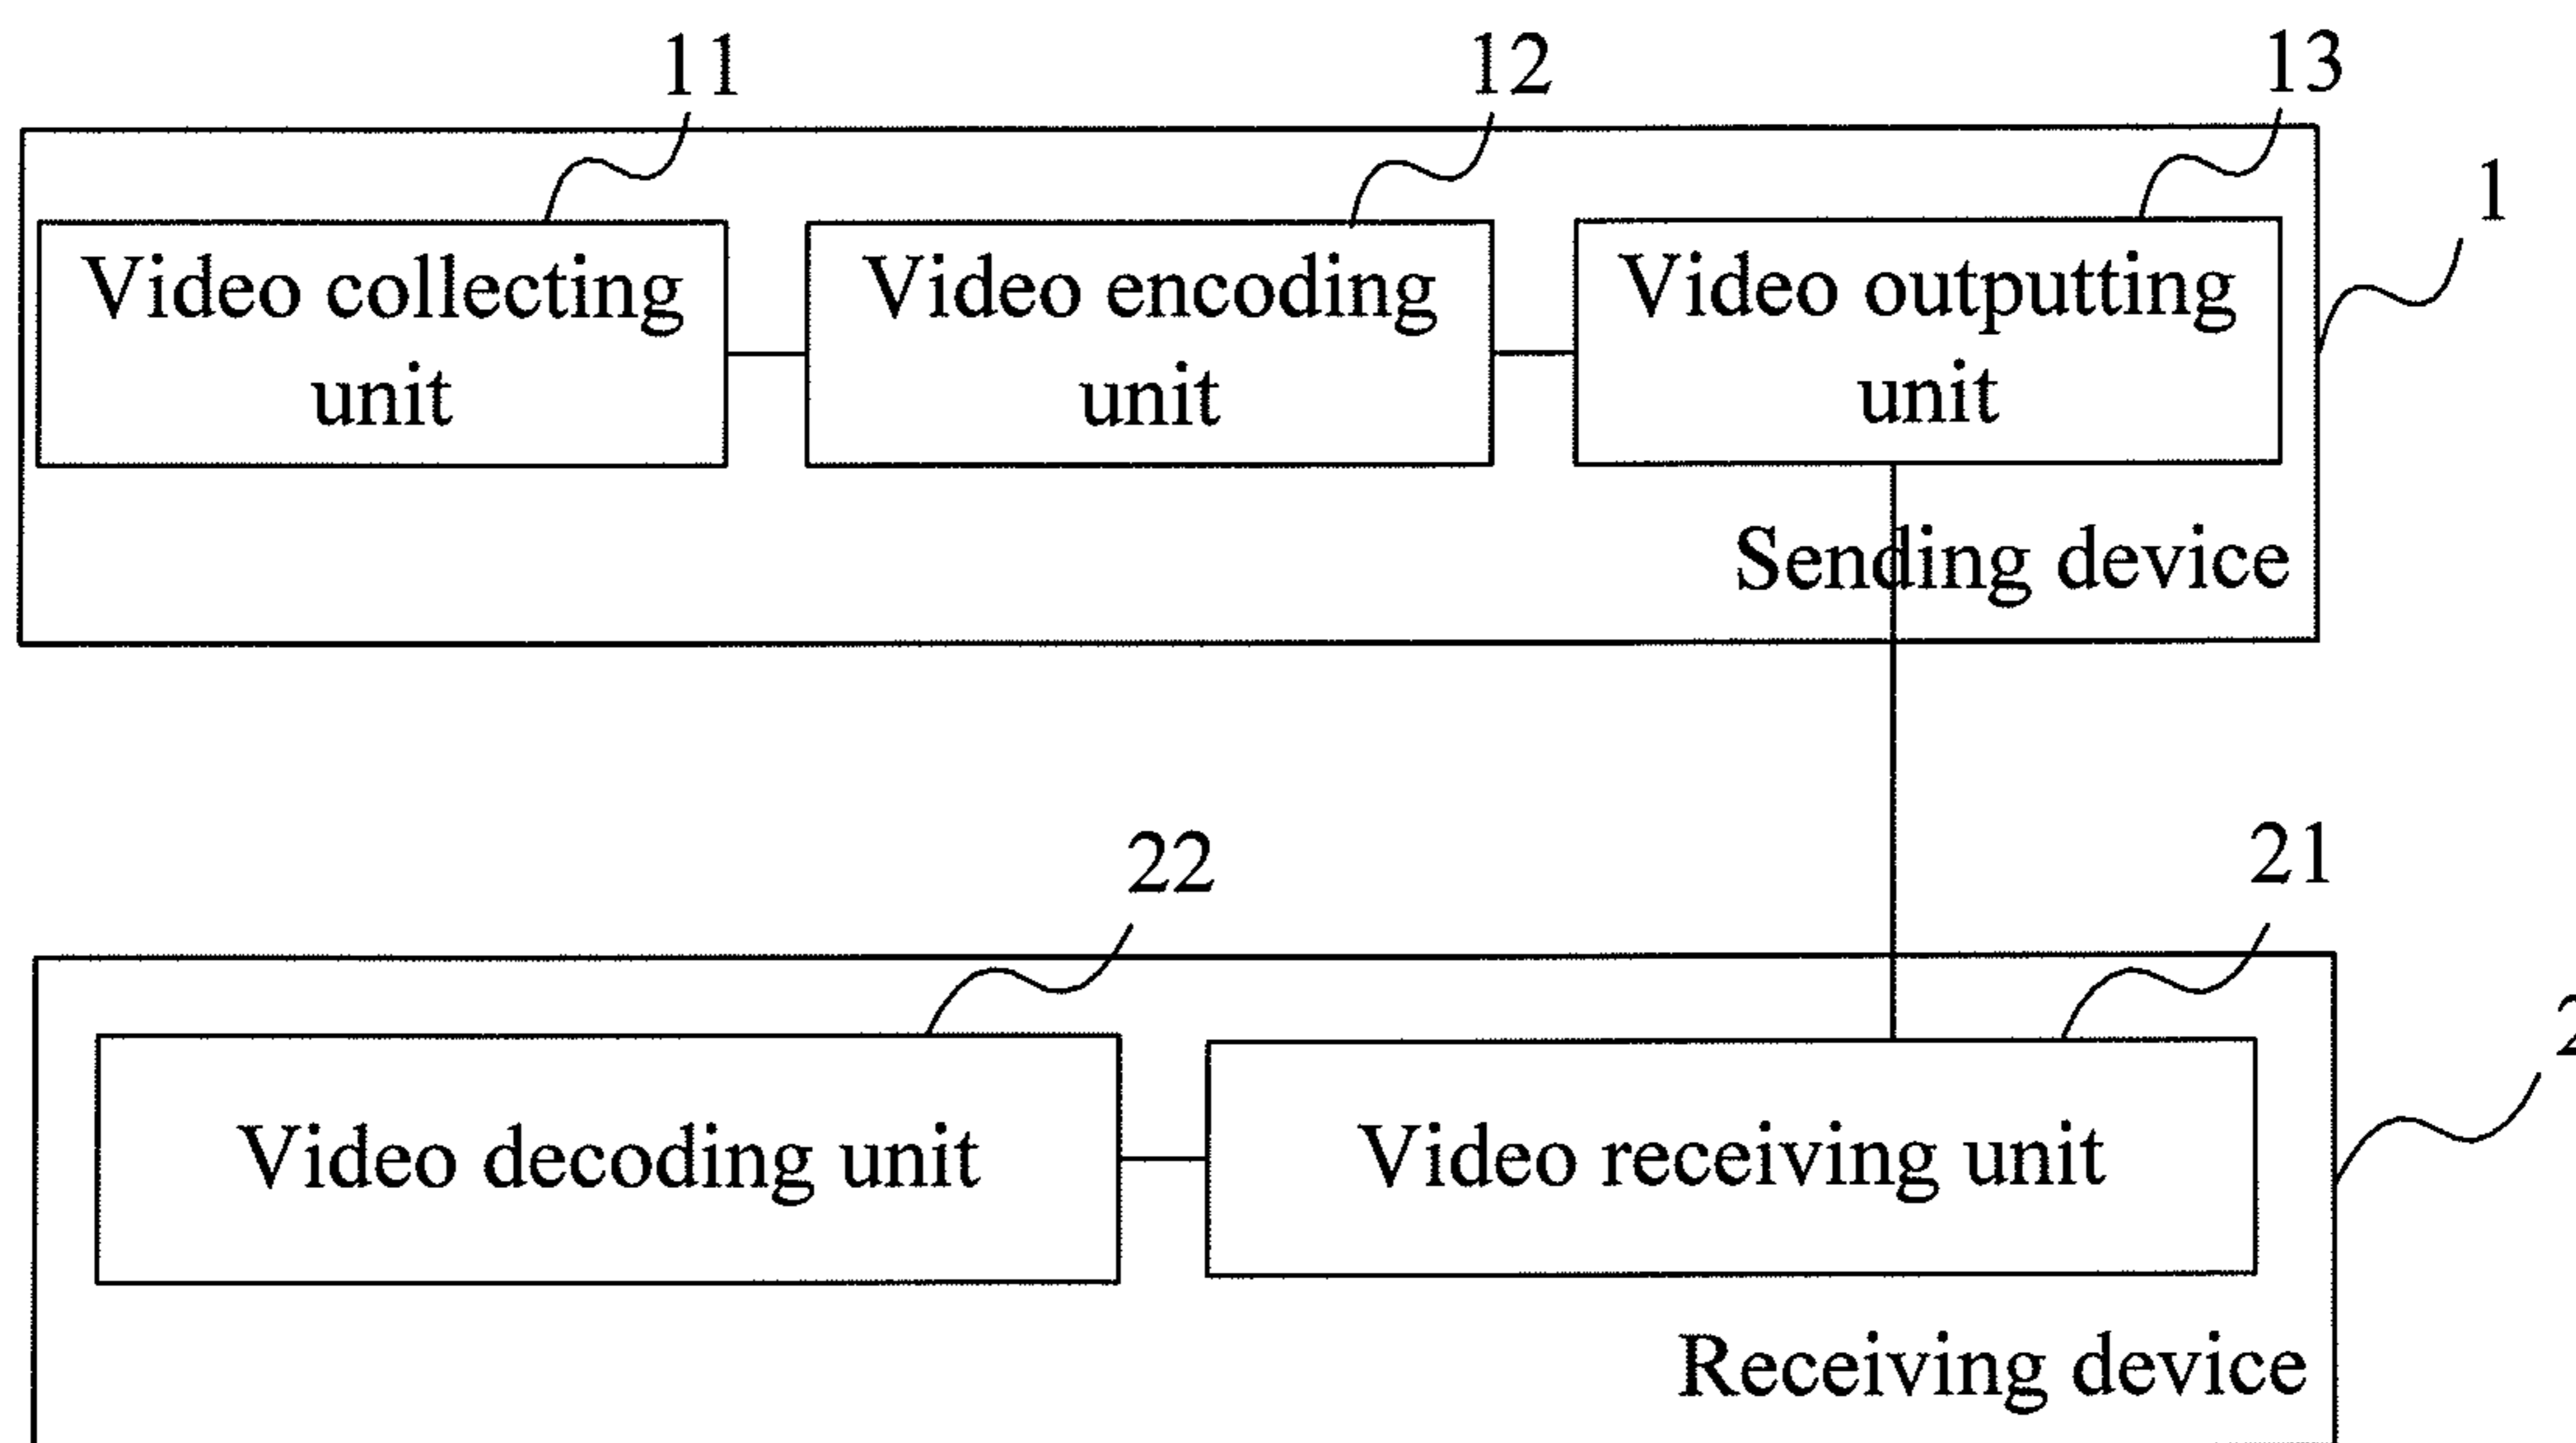 11
12
13
1
Video collecting
unit
Video encoding
unit
Video outputting
unit
Sending device
22
21
2
Video decoding unit
Video receiving unit
Receiving device